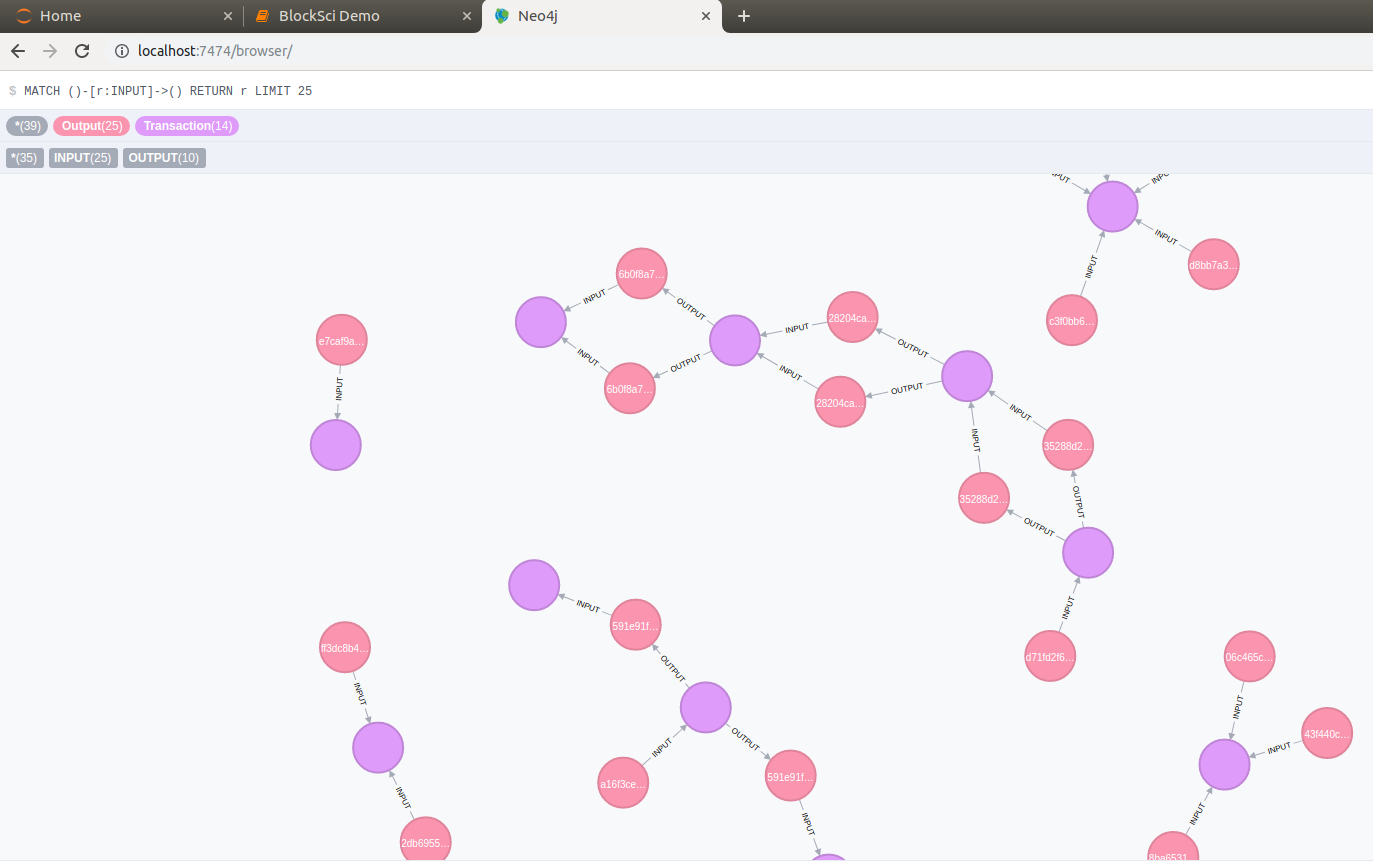 Home × BlockSci Demo × Neo4j × +
localhost:7474/browser/
$ MATCH ()-[r:INPUT]->() RETURN r LIMIT 25
*(39) Output(25) Transaction(14)
*(35) INPUT(25) OUTPUT(10)
INPUT
INPUT
d8bb7a3…
INPUT
c3f0bb6…
6b0f8a7…
INPUT
OUTPUT
INPUT
OUTPUT
6b0f8a7…
28204ca…
INPUT
OUTPUT
INPUT
OUTPUT
28204ca…
e7caf9a…
INPUT
INPUT
INPUT
35288d2…
35288d2…
OUTPUT
OUTPUT
INPUT
d71fd2f6…
INPUT
591e91f…
OUTPUT
ff3dc8b4…
INPUT
OUTPUT
INPUT
a16f3ce…
591e91f…
INPUT
INPUT
2db6955…
06c465c…
INPUT
43f440c…
INPUT
INPUT
8ba6531…